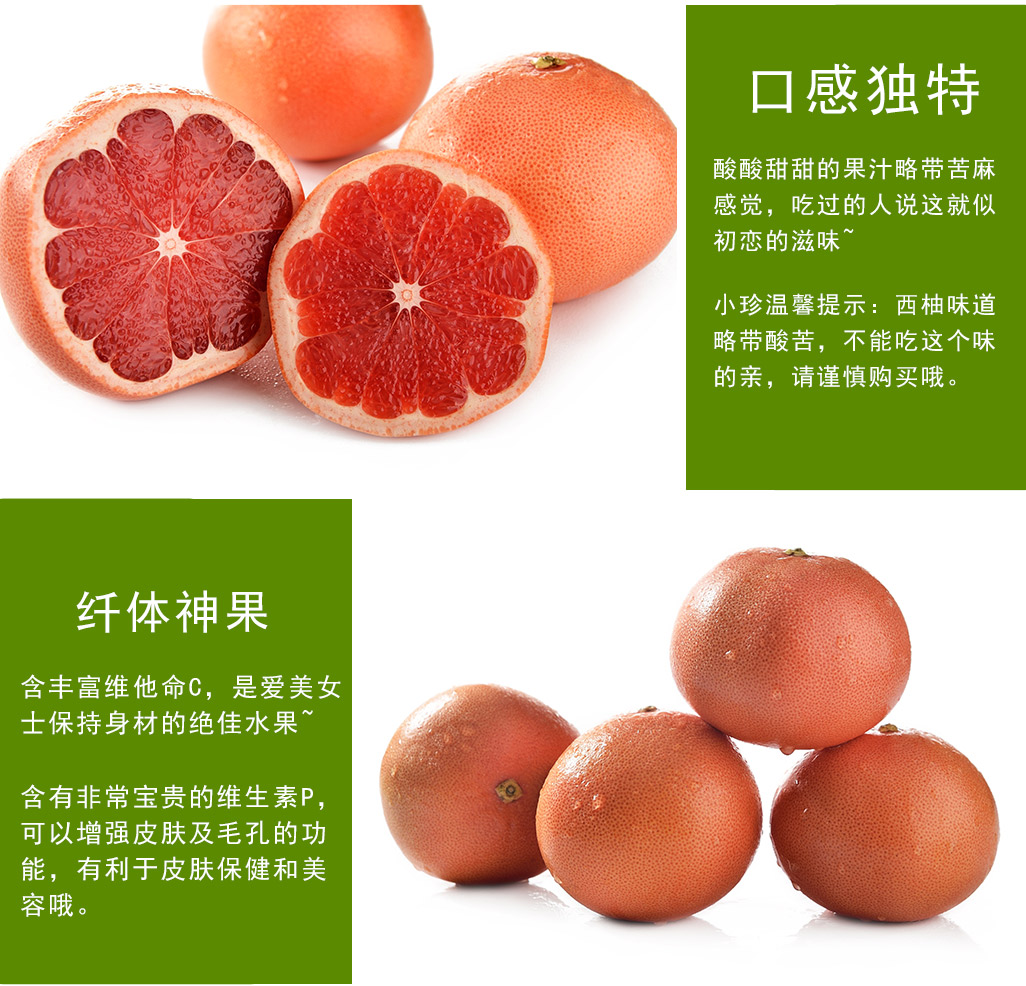 口感独特
酸酸甜甜的果汁略带苦麻
感觉，吃过的人说这就似
初恋的滋味~
小珍温馨提示：西柚味道
略带酸苦，不能吃这个味
的亲，请谨慎购买哦。
纤体神果
含丰富维他命C，是爱美女
士保持身材的绝佳水果~
含有非常宝贵的维生素P，
可以增强皮肤及毛孔的功
能，有利于皮肤保健和美
容哦。